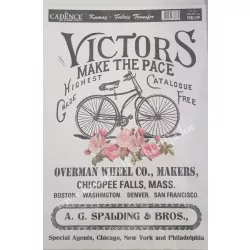 CADENCE
Kumaş - Fabric Transfer
VICTORS
MAKE THE PACE
HIGHEST CATALOGUE
GRADE FREE
OVERMAN WHEEL CO., MAKERS,
CHICOPEE FALLS, MASS.
BOSTON. WASHINGTON. DENVER. SAN FRANCISCO.
A. G. SPALDING & BROS.,
Special Agents, Chicago, New York and Philadelphia